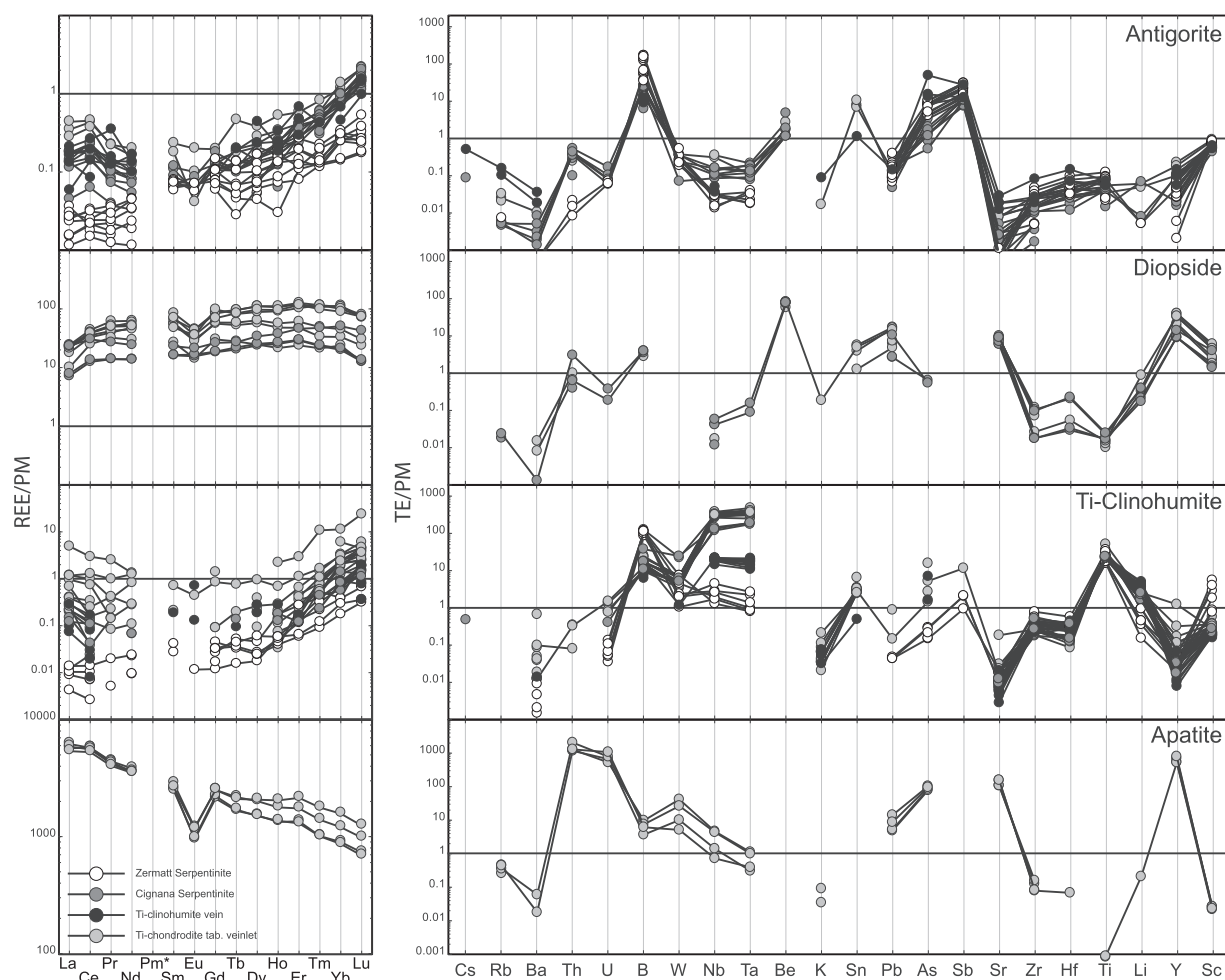 1000
100
10
1
0.1
0.01
Antigorite
1
0.1
1000
100
10
1
0.1
0.01
Diopside
100
10
1
REE/PM
TE/PM
1000
100
10
1
0.1
0.01
Ti-Clinohumite
10
1
0.1
0.01
10000
1000
100
1000
100
10
1
0.1
0.01
0.001
Apatite
Zermatt Serpentinite
Cignana Serpentinite
Ti-clinohumite vein
Ti-chondrodite tab. veinlet
La Pr Pm* Eu Tb Ho Tm Lu
Ce Nd Sm Gd Dy Er Yb
Cs Rb Ba Th U B W Nb Ta Be K Sn Pb As Sb Sr Zr Hf Ti Li Y Sc